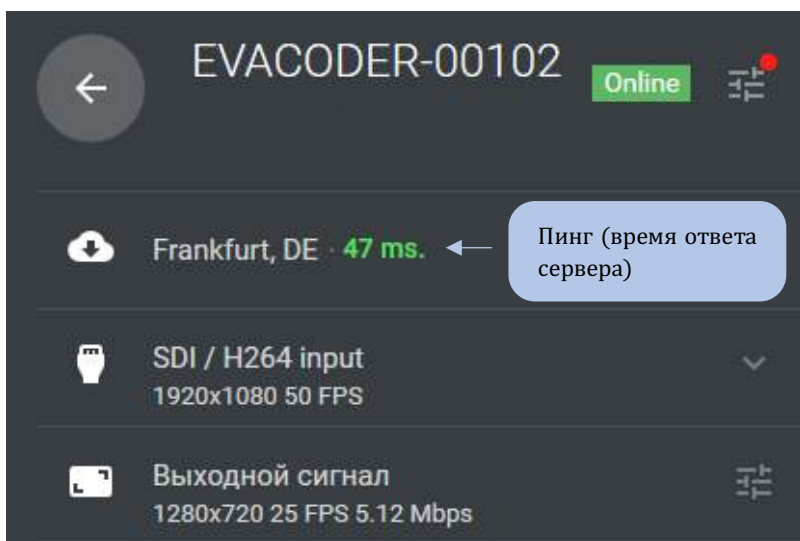 EVACODER-00102
Online
Frankfurt, DE · 47 ms.
Пинг (время ответа
сервера)
SDI / H264 input
1920x1080 50 FPS
Выходной сигнал
1280x720 25 FPS 5.12 Mbps